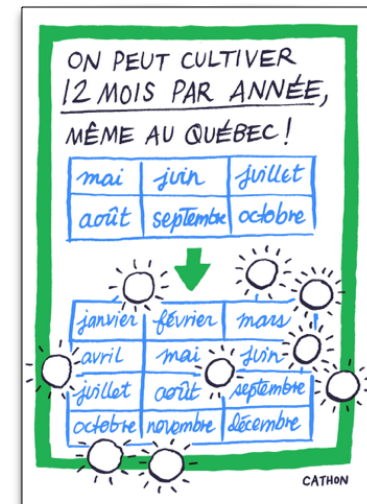 ON PEUT CULTIVER
12 MOIS PAR ANNÉE,
MÊME AU QUÉBEC !
mai juin juillet
août septembre octobre
janvier février mars
avril mai juin
juillet août septembre
octobre novembre décembre
CATHON